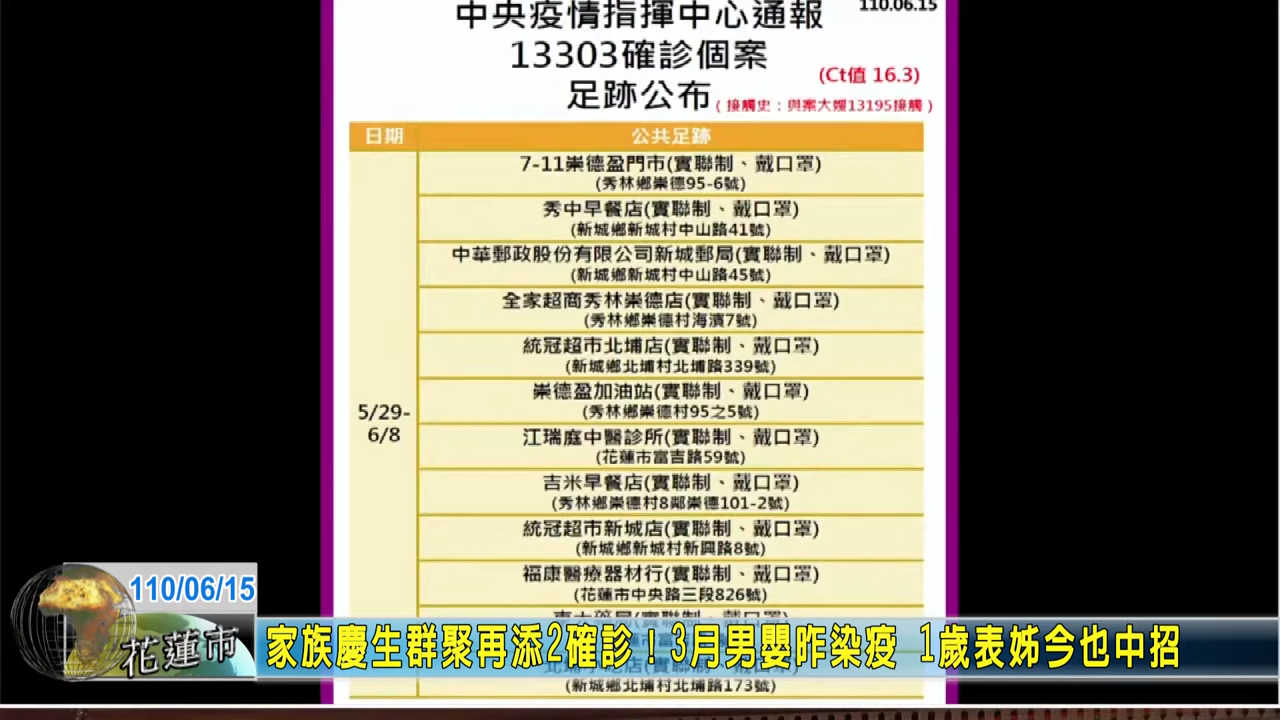 中央疫情指揮中心通報
110.06.15
13303確診個案
(Ct值 16.3)
足跡公布
(接觸史：與案大嫂13195接觸)
日期
公共足跡
5/29-
6/8
7-11崇德盈門市(實聯制、戴口罩)
(秀林鄉崇德95-6號)
秀中早餐店(實聯制、戴口罩)
(新城鄉新城村中山路41號)
中華郵政股份有限公司新城郵局(實聯制、戴口罩)
(新城鄉新城村中山路45號)
全家超商秀林崇德店(實聯制、戴口罩)
(秀林鄉崇德村海濱7號)
統冠超市北埔店(實聯制、戴口罩)
(新城鄉北埔村北埔路339號)
崇德盈加油站(實聯制、戴口罩)
(秀林鄉崇德村95之5號)
江瑞庭中醫診所(實聯制、戴口罩)
(花蓮市富吉路59號)
吉米早餐店(實聯制、戴口罩)
(秀林鄉崇德村8鄰崇德101-2號)
統冠超市新城店(實聯制、戴口罩)
(新城鄉新城村新興路8號)
福康醫療器材行(實聯制、戴口罩)
(花蓮市中央路三段826號)
(新城鄉北埔村北埔路173號)
110/06/15
花蓮市
家族慶生群聚再添2確診！3月男嬰昨染疫 1歲表姊今也中招